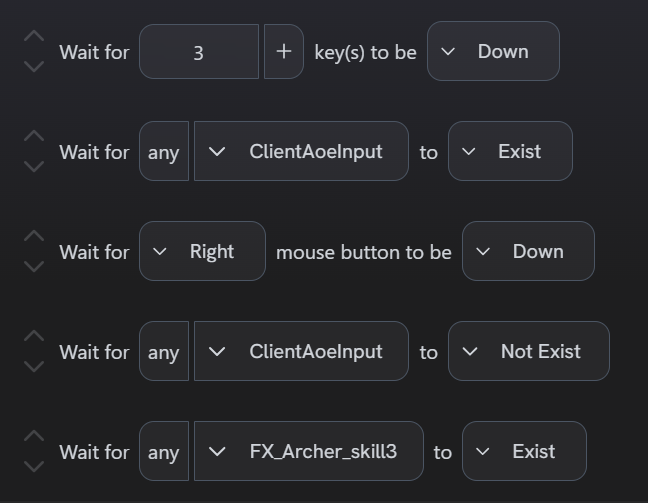 Wait for 3 + key(s) to be Down
Wait for any ClientAoeInput to Exist
Wait for Right mouse button to be Down
Wait for any ClientAoeInput to Not Exist
Wait for any FX_Archer_skill3 to Exist